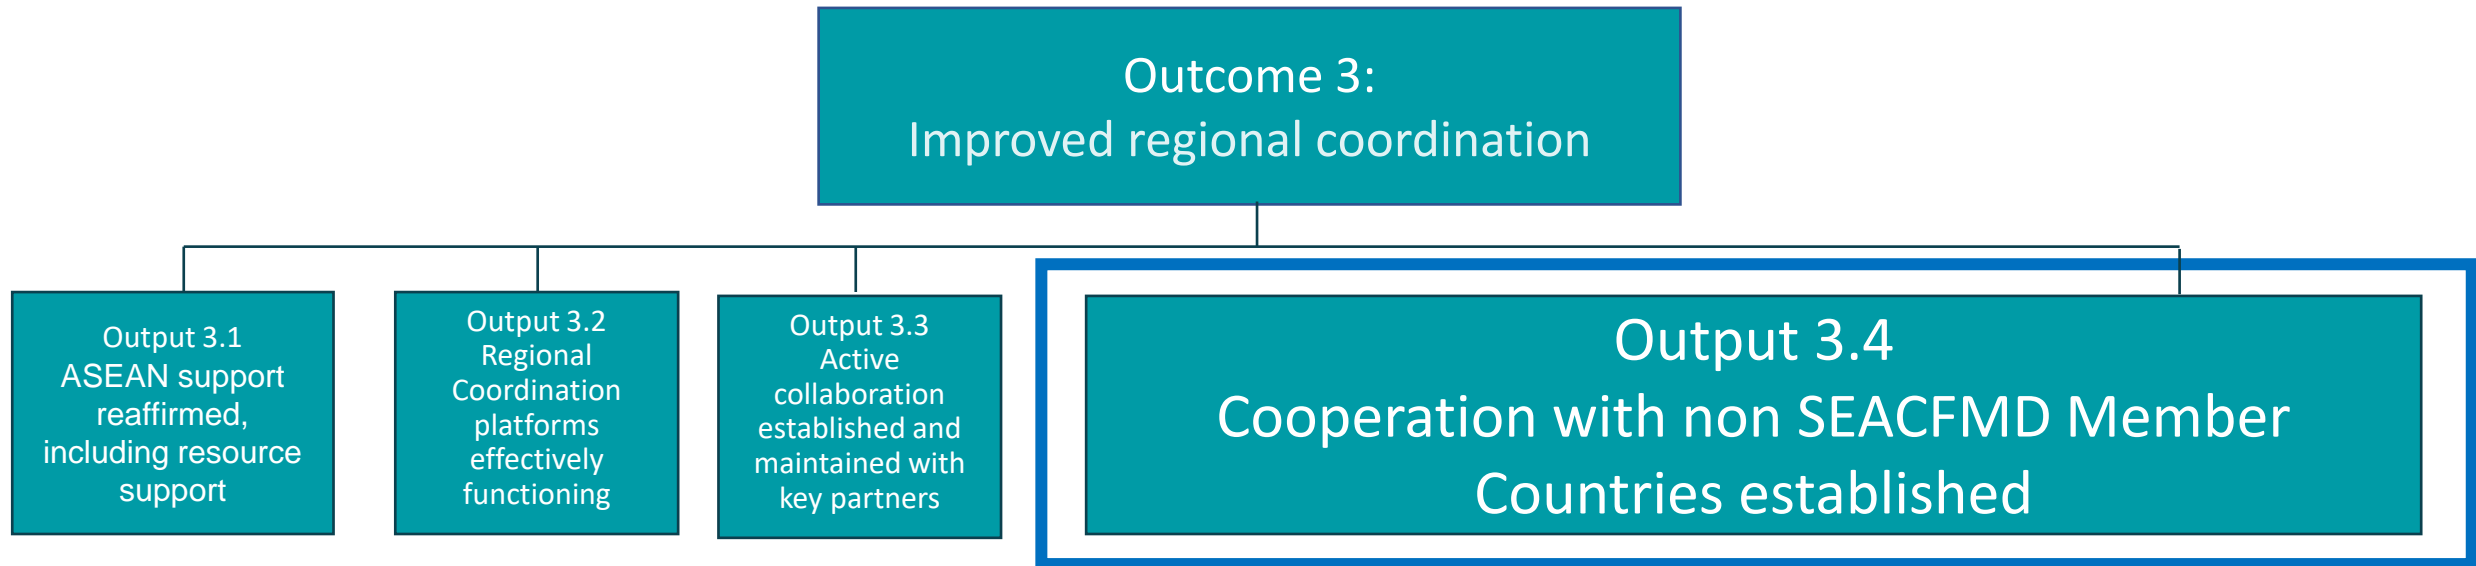 Outcome 3:
Improved regional coordination
Output 3.1
ASEAN support
reaffirmed,
including resource
support
Output 3.2
Regional
Coordination
platforms
effectively
functioning
Output 3.3
Active
collaboration
established and
maintained with
key partners
Output 3.4
Cooperation with non SEACFMD Member
Countries established